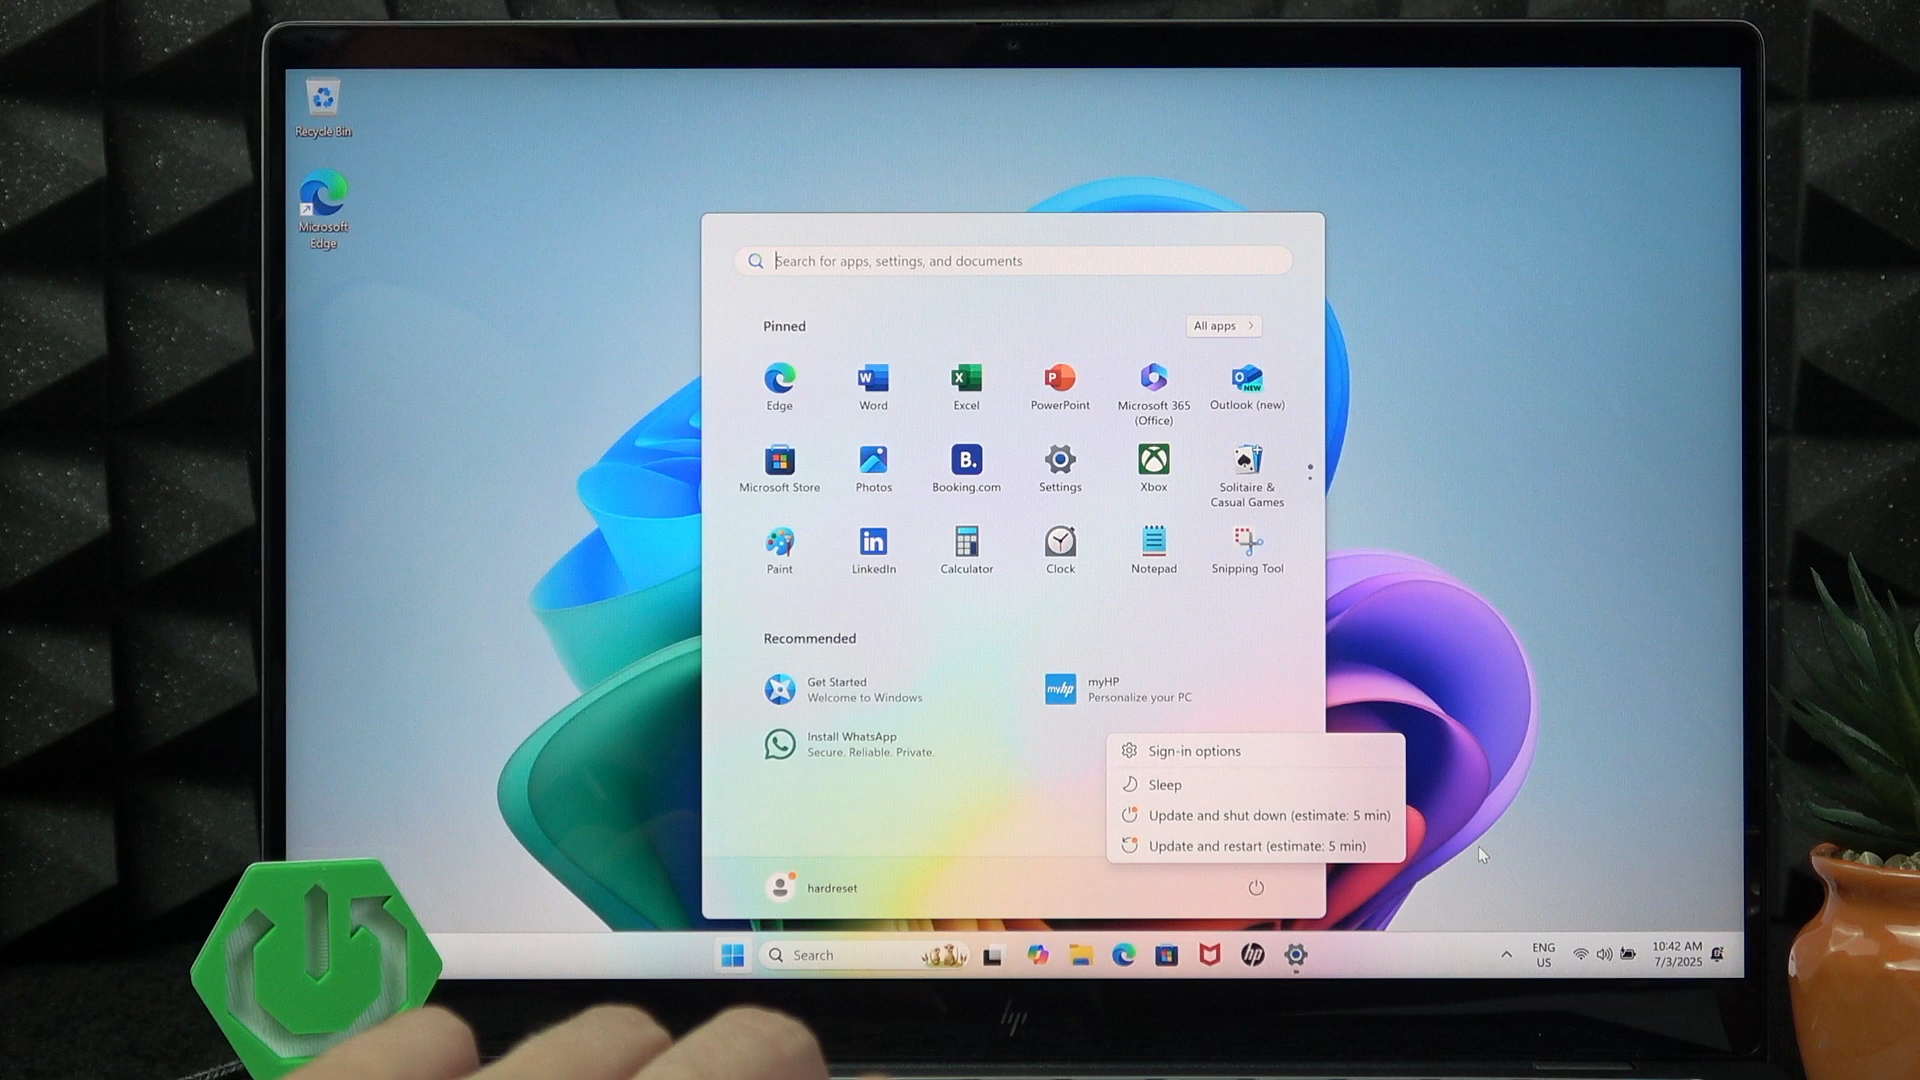 Recycle Bin
Microsoft
Edge
Search for apps, settings, and documents
Pinned
All apps
Edge
Word
Excel
PowerPoint
Microsoft 365
(Office)
Outlook (new)
Microsoft Store
Photos
Booking.com
Settings
Xbox
Solitaire &
Casual Games
Paint
LinkedIn
Calculator
Clock
Notepad
Snipping Tool
Recommended
Get Started
Welcome to Windows
myHP
Personalize your PC
Install WhatsApp
Secure. Reliable. Private.
Sign-in options
Sleep
Update and shut down (estimate: 5 min)
Update and restart (estimate: 5 min)
hardreset
Search
ENG
US
10:42 AM
7/3/2025
hp